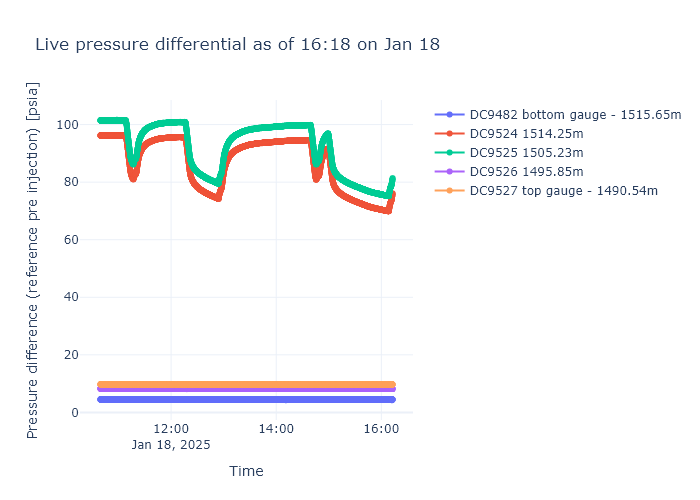 Live pressure differential as of 16:18 on Jan 18
Pressure difference (reference pre injection) [psia]
100
80
60
40
20
0
12:00
Jan 18, 2025
14:00
16:00
Time
DC9482 bottom gauge - 1515.65m
DC9524 1514.25m
DC9525 1505.23m
DC9526 1495.85m
DC9527 top gauge - 1490.54m